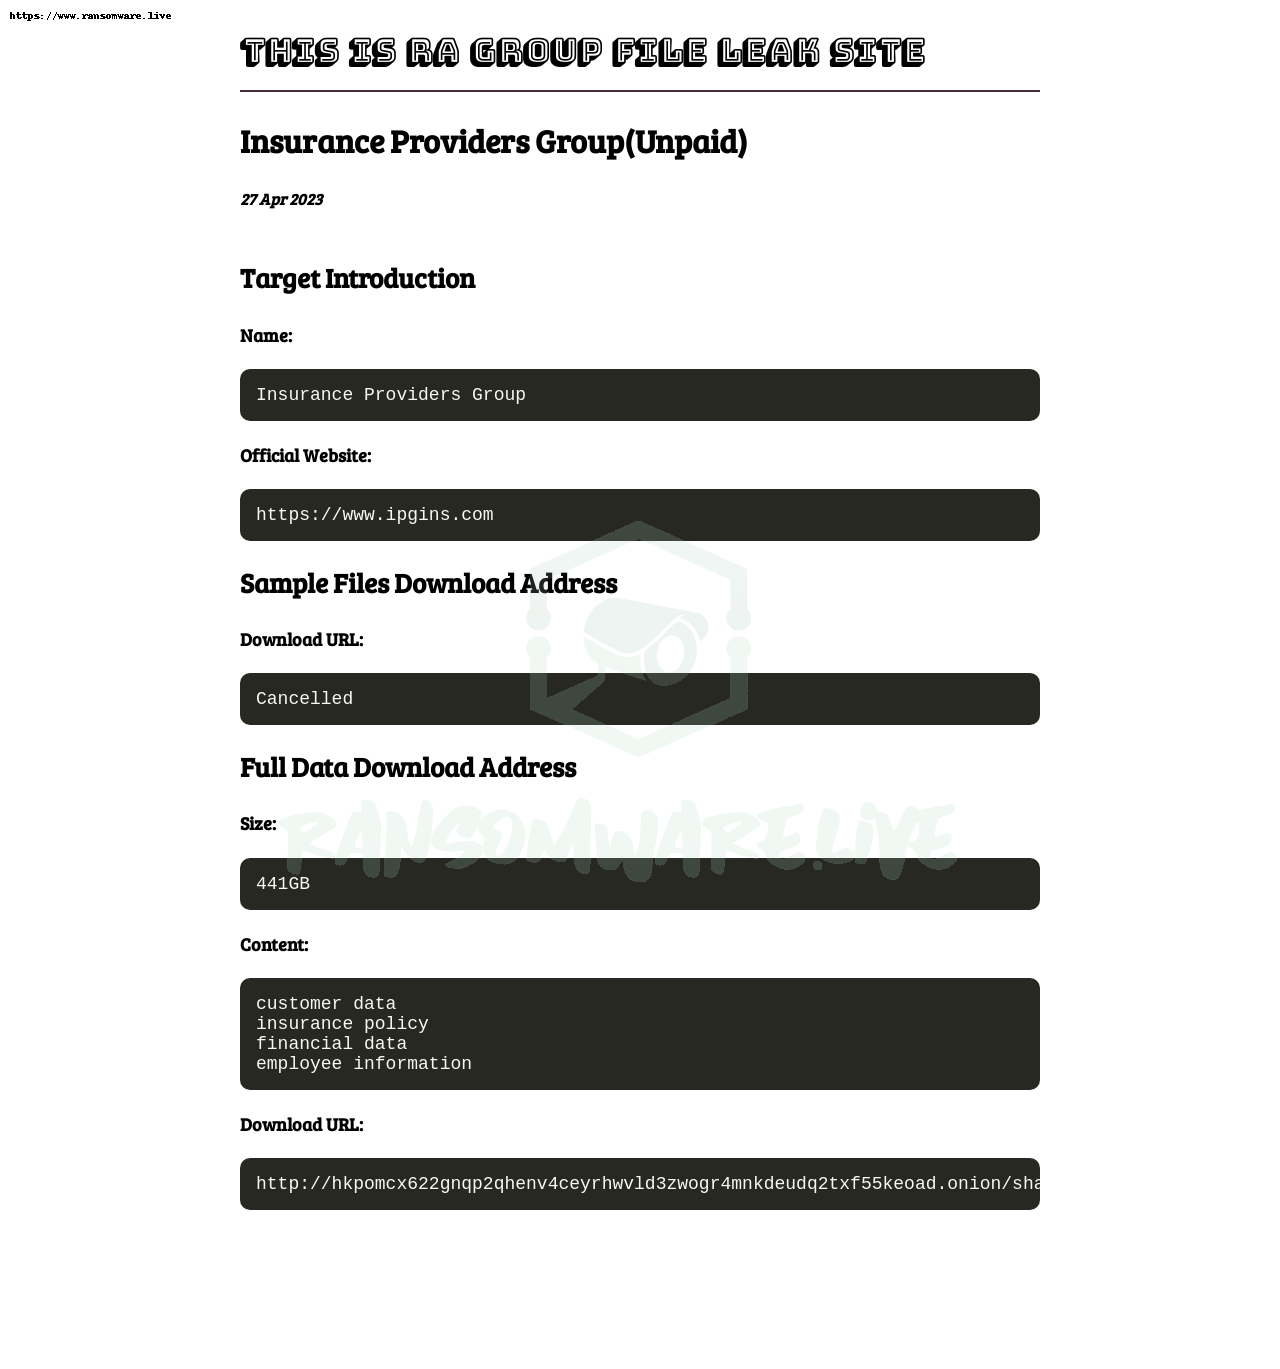 https://www.ransomware.live
THIS IS RA GROUP FILE LEAK SITE
Insurance Providers Group(Unpaid)
27 Apr 2023
Target Introduction
Name:
Insurance Providers Group
Official Website:
https://www.ipgins.com
Sample Files Download Address
Download URL:
Cancelled
Full Data Download Address
RANSOMWARE.LIVE
Size:
441GB
Content:
customer data
insurance policy
financial data
employee information
Download URL:
http://hkpomcx622gnqp2qhenv4ceyrhwvld3zwogr4mnkdeudq2txf55keoad.onion/sha